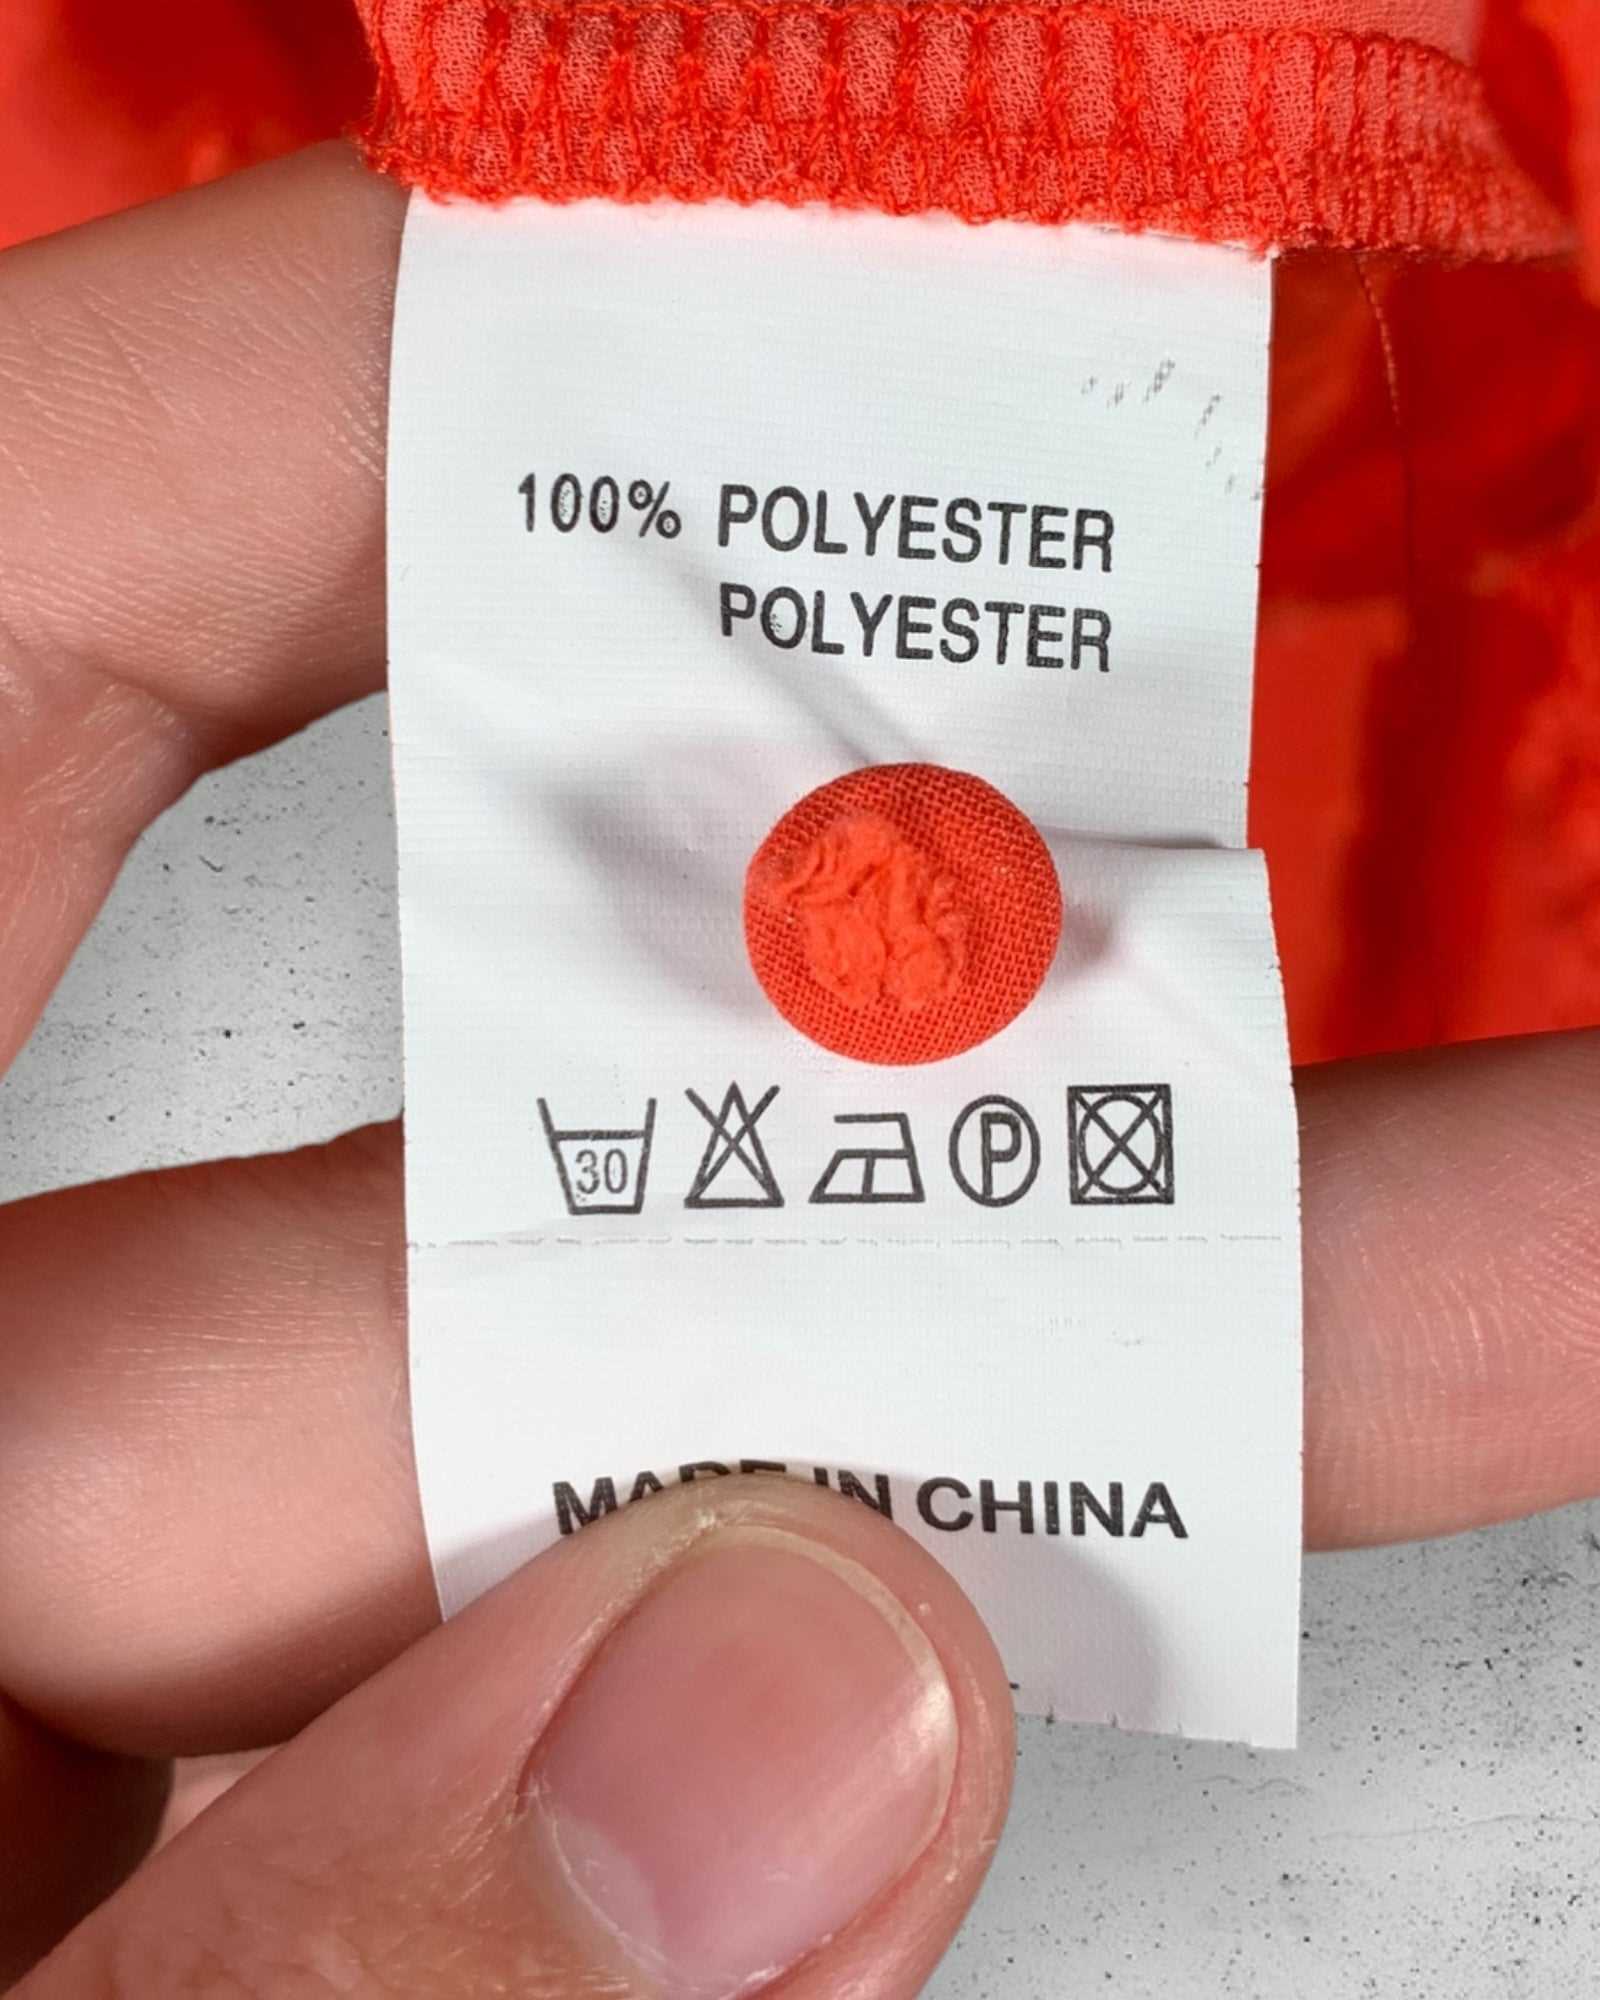 100% POLYESTER
POLYESTER
30 P
MADE IN CHINA